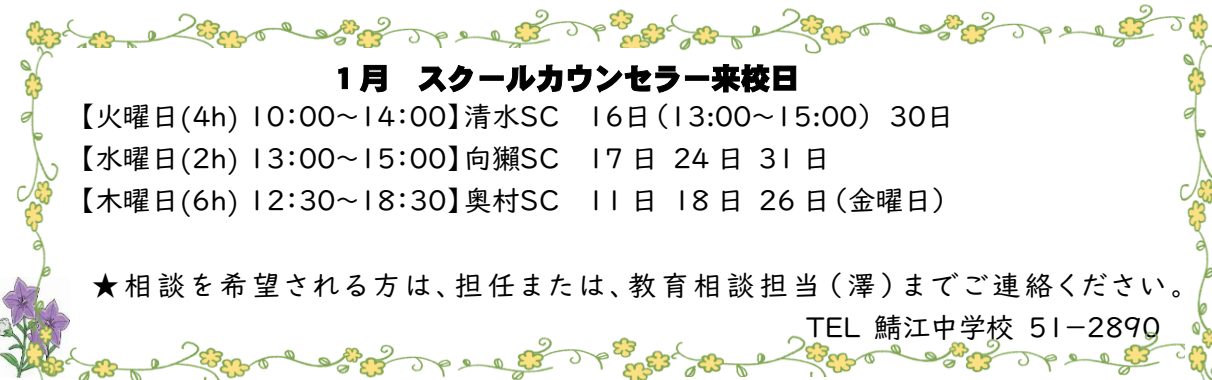 1月　スクールカウンセラー来校日
【火曜日(4h) 10:00～14:00】清水SC　16日（13:00～15:00） 30日
【水曜日(2h) 13:00～15:00】向瀨SC　17日 24日 31日
【木曜日(6h) 12:30～18:30】奥村SC　11日 18日 26日（金曜日）
★相談を希望される方は、担任または、教育相談担当（澤）までご連絡ください。
TEL 鯖江中学校 51－2890